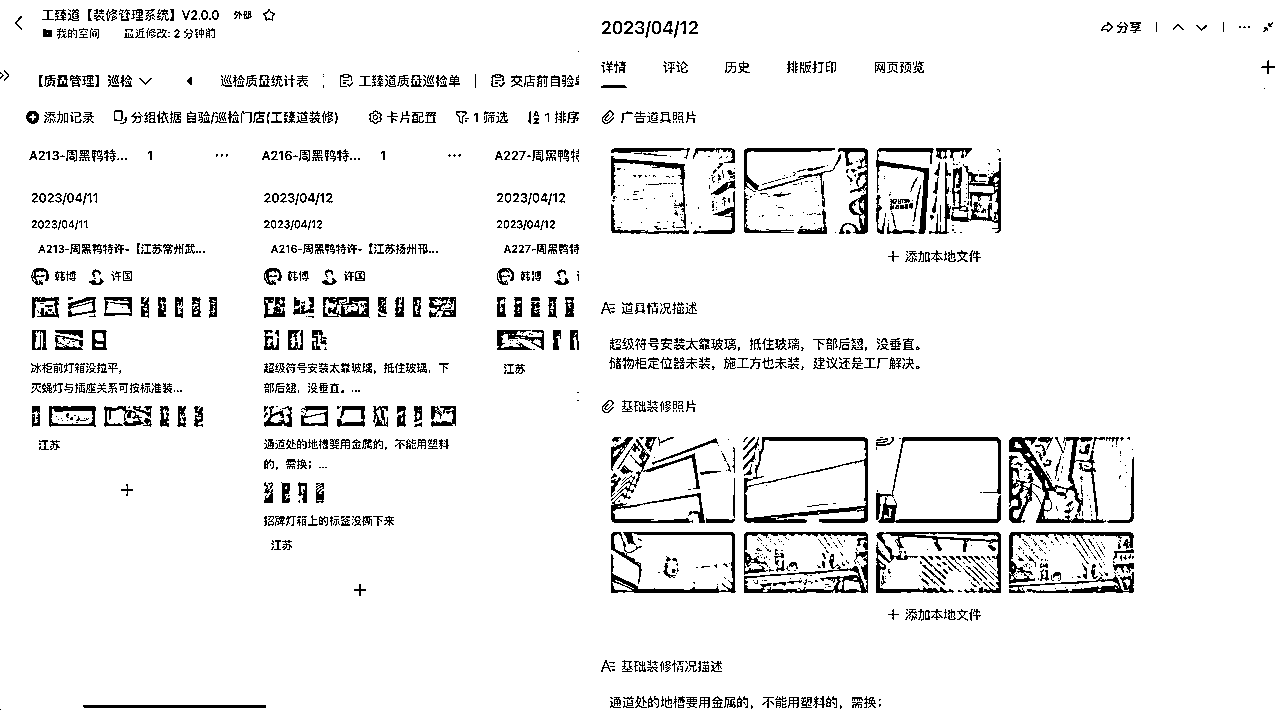 工臻道【装修管理系统】V2.0.0 外部
我的空间 最近修改: 2 分钟前
【质量管理】巡检 巡检质量统计表 工臻道质量巡检单 交店前自验单
添加记录 分组依据 自验/巡检门店(工臻道装修) 卡片配置 1 筛选 1 排序
A213-周黑鸭特... 1 ...
2023/04/11
2023/04/11
A213-周黑鸭特许-【江苏常州武...
韩博 许国
冰柜前灯箱没拉平,
灭蝇灯与插座关系可按标准装...
江苏
A216-周黑鸭特... 1 ...
2023/04/12
2023/04/12
A216-周黑鸭特许-【江苏扬州邗...
韩博 许国
超级符号安装太靠玻璃，抵住玻璃，下
部后翘，没垂直。...
通道处的地槽要用金属的，不能用塑料
的，需换；...
招牌灯箱上的标签没撕下来
江苏
A227-周黑鸭特
2023/04/12
2023/04/12
A227-周黑鸭特
韩博
江苏
2023/04/12 分享 ...
详情 评论 历史 排版打印 网页预览
广告道具照片
添加本地文件
道具情况描述
超级符号安装太靠玻璃，抵住玻璃，下部后翘，没垂直。
储物柜定位器未装，施工方也未装，建议还是工厂解决。
基础装修照片
添加本地文件
基础装修情况描述
通道处的地槽要用金属的，不能用塑料的，需换；